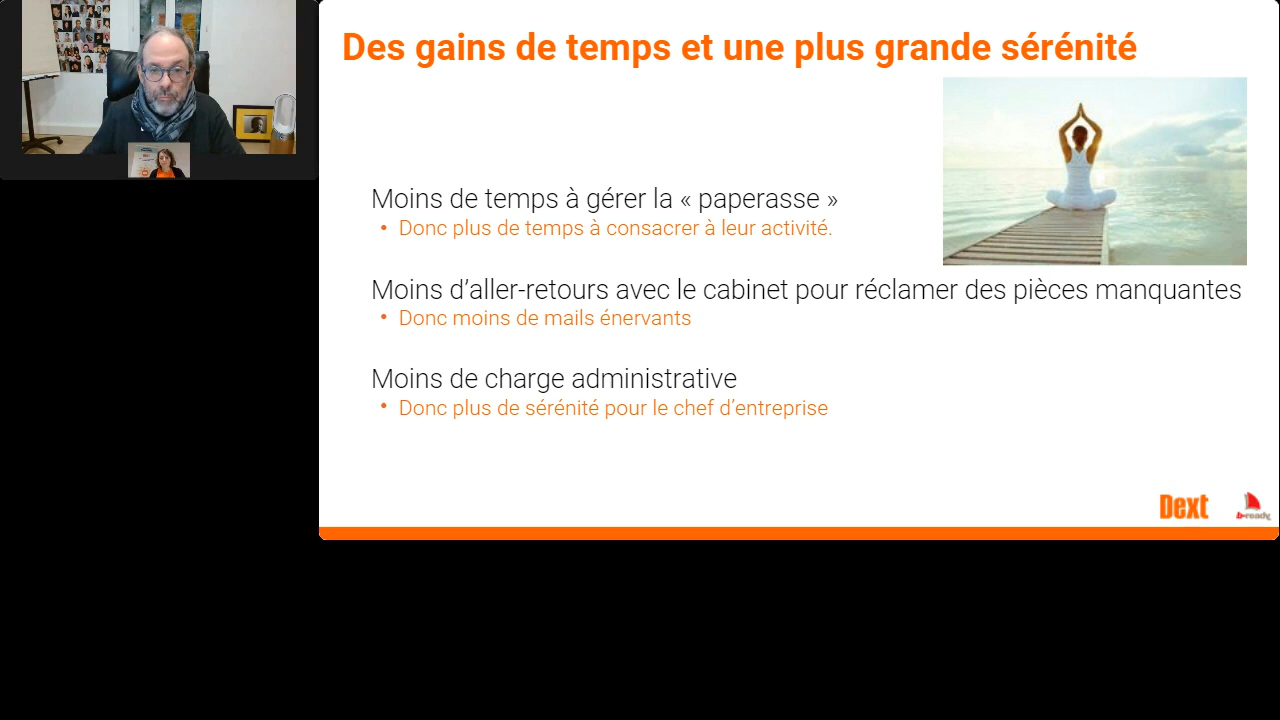 Des gains de temps et une plus grande sérénité
Moins de temps à gérer la « paperasse »
• Donc plus de temps à consacrer à leur activité.
Moins d’aller-retours avec le cabinet pour réclamer des pièces manquantes
• Donc moins de mails énervants
Moins de charge administrative
• Donc plus de sérénité pour le chef d’entreprise
Dext
b-ready